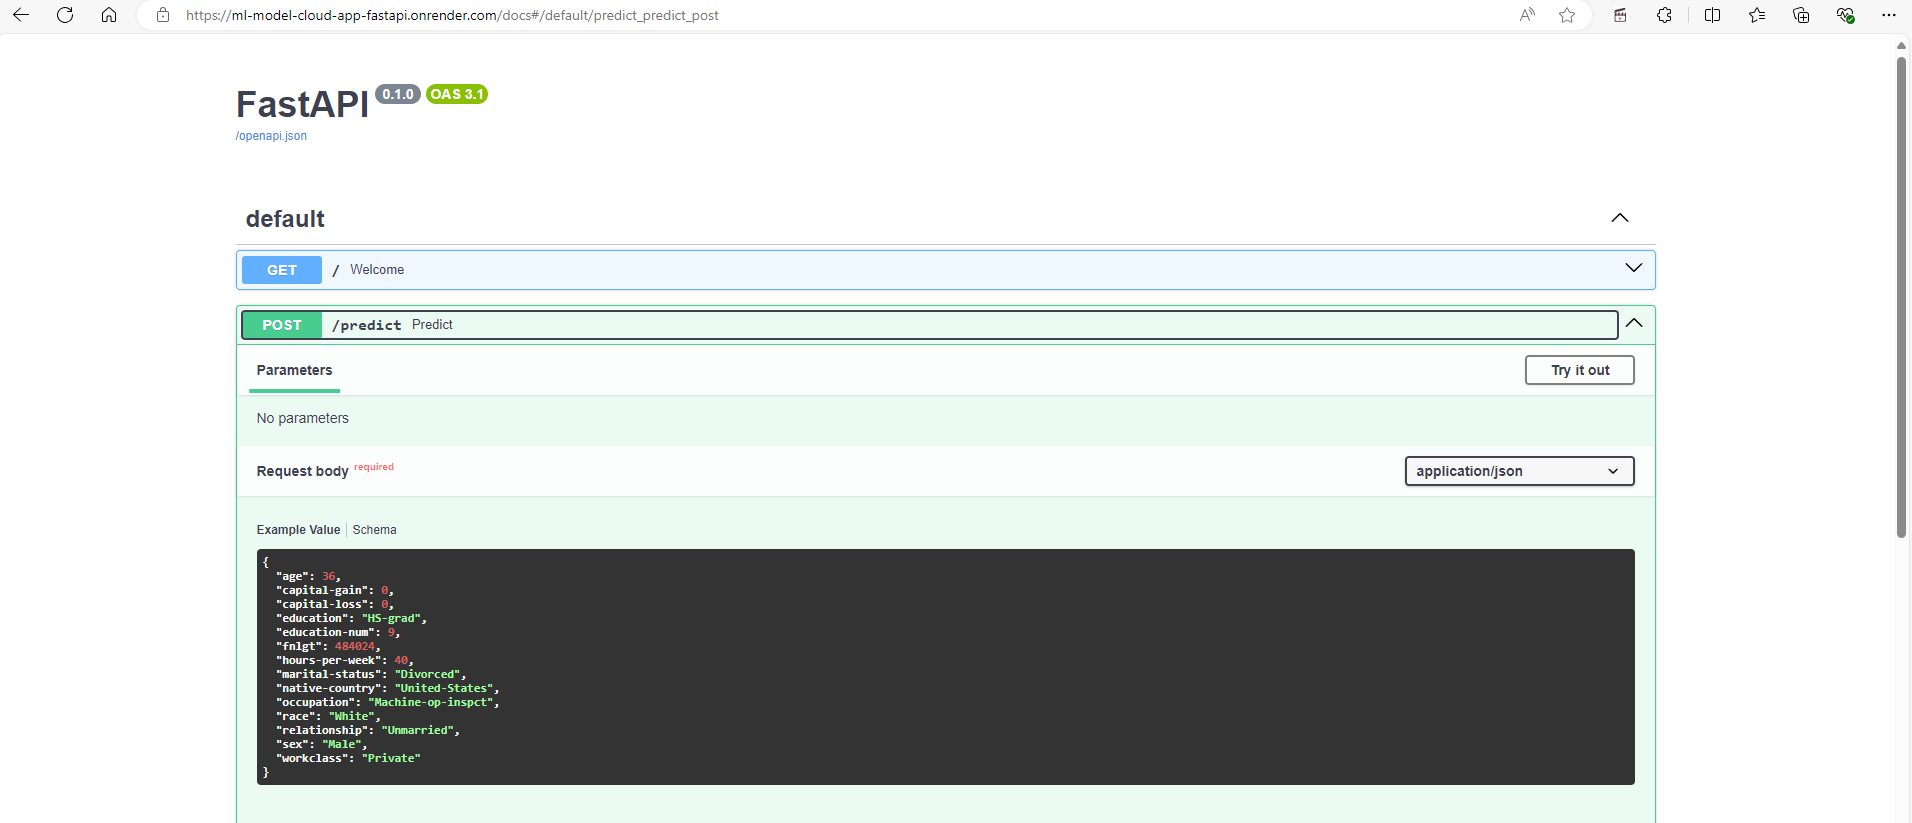 https://ml-model-cloud-app-fastapi.onrender.com/docs#/default/predict_predict_post
FastAPI 0.1.0 OAS 3.1
/openapi.json
default
GET / Welcome
POST /predict Predict
Parameters Try it out
No parameters
Request body required application/json
Example Value Schema
{
"age": 36,
"capital-gain": 0,
"capital-loss": 0,
"education": "HS-grad",
"education-num": 9,
"fnlgt": 484024,
"hours-per-week": 40,
"marital-status": "Divorced",
"native-country": "United-States",
"occupation": "Machine-op-inspct",
"race": "White",
"relationship": "Unmarried",
"sex": "Male",
"workclass": "Private"
}